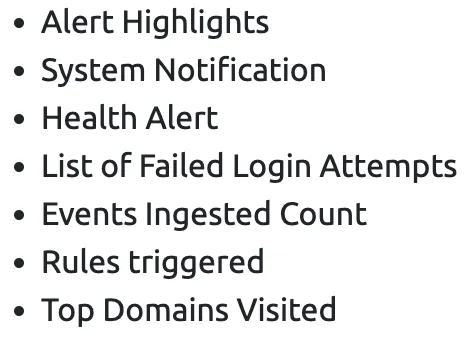 • Alert Highlights
• System Notification
• Health Alert
• List of Failed Login Attempts
• Events Ingested Count
• Rules triggered
• Top Domains Visited